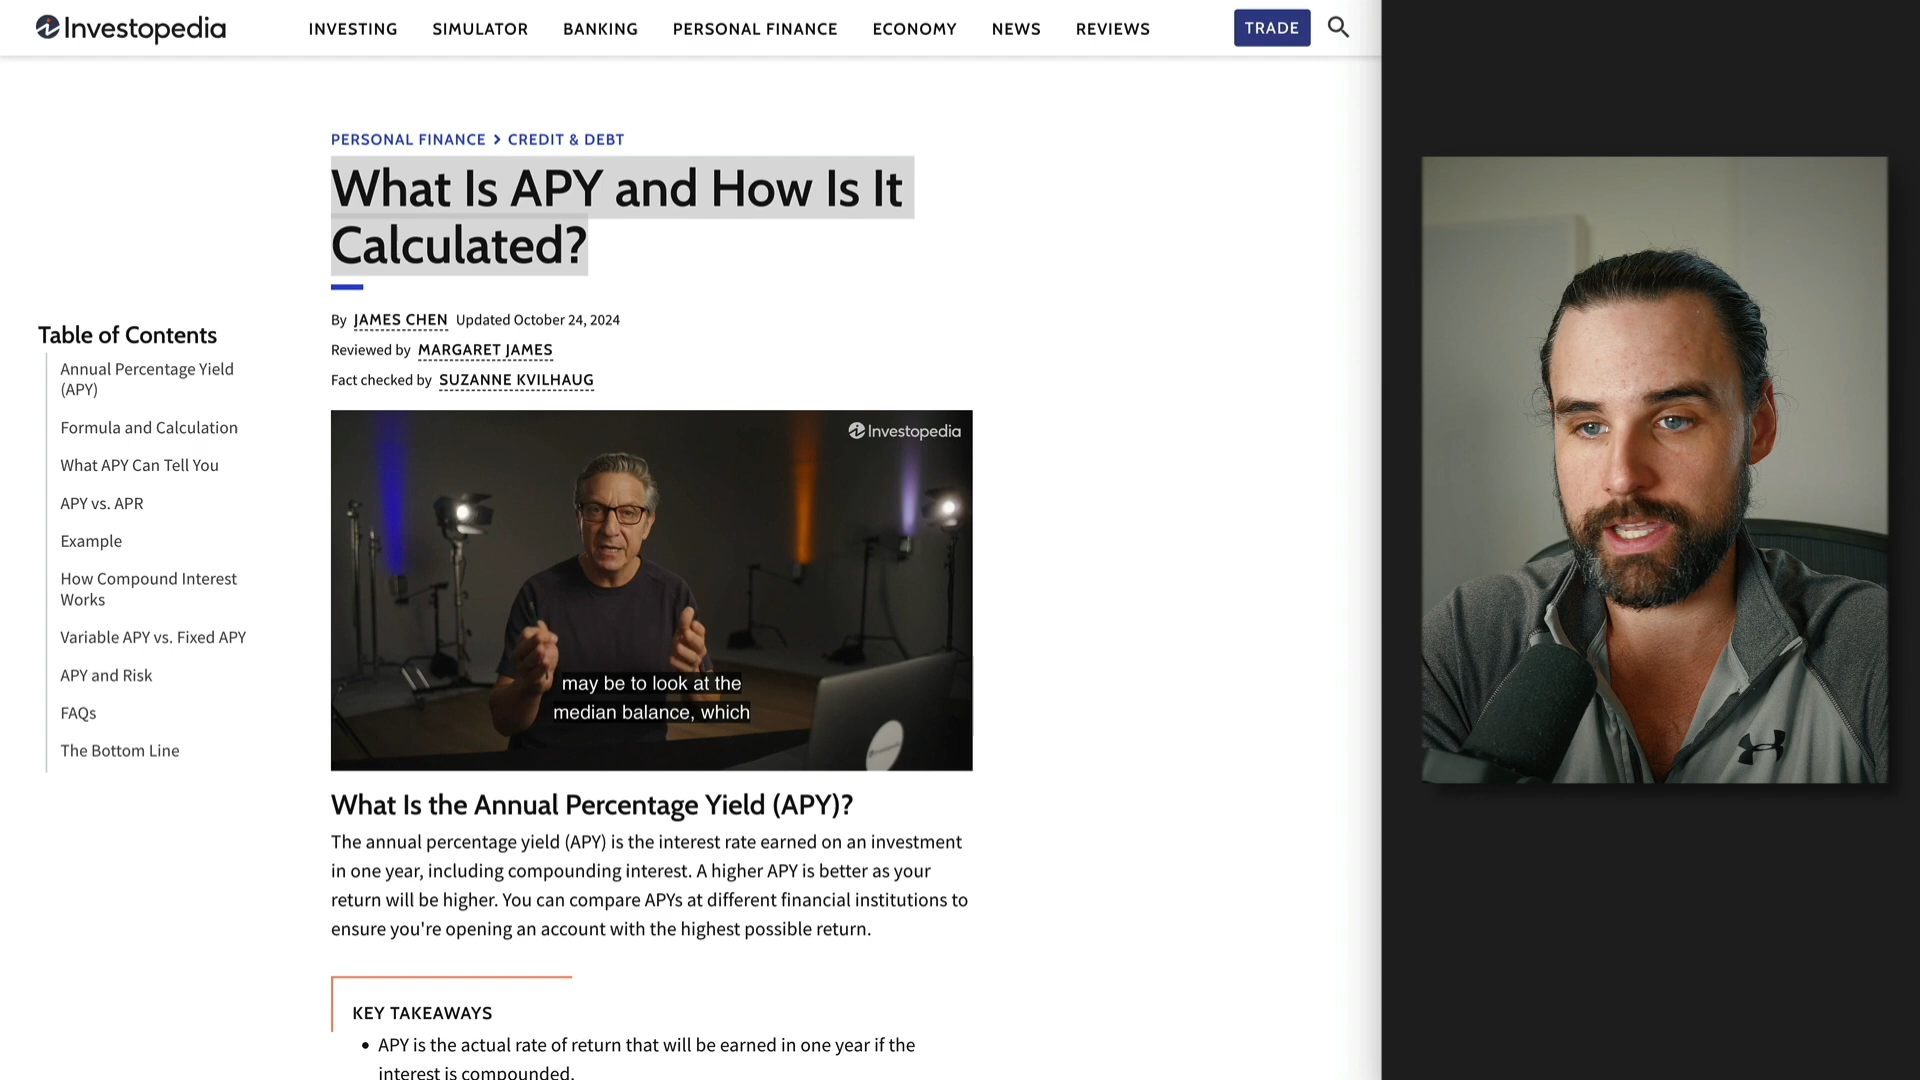 Investopedia
INVESTING
SIMULATOR
BANKING
PERSONAL FINANCE
ECONOMY
NEWS
REVIEWS
TRADE
PERSONAL FINANCE > CREDIT & DEBT
What Is APY and How Is It
Calculated?
By JAMES CHEN Updated October 24, 2024
Reviewed by MARGARET JAMES
Fact checked by SUZANNE KVILHAUG
Table of Contents
Annual Percentage Yield
(APY)
Formula and Calculation
What APY Can Tell You
APY vs. APR
Example
How Compound Interest
Works
Variable APY vs. Fixed APY
APY and Risk
FAQs
The Bottom Line
Investopedia
may be to look at the
median balance, which
What Is the Annual Percentage Yield (APY)?
The annual percentage yield (APY) is the interest rate earned on an investment
in one year, including compounding interest. A higher APY is better as your
return will be higher. You can compare APYs at different financial institutions to
ensure you're opening an account with the highest possible return.
KEY TAKEAWAYS
• APY is the actual rate of return that will be earned in one year if the
interest is compounded.